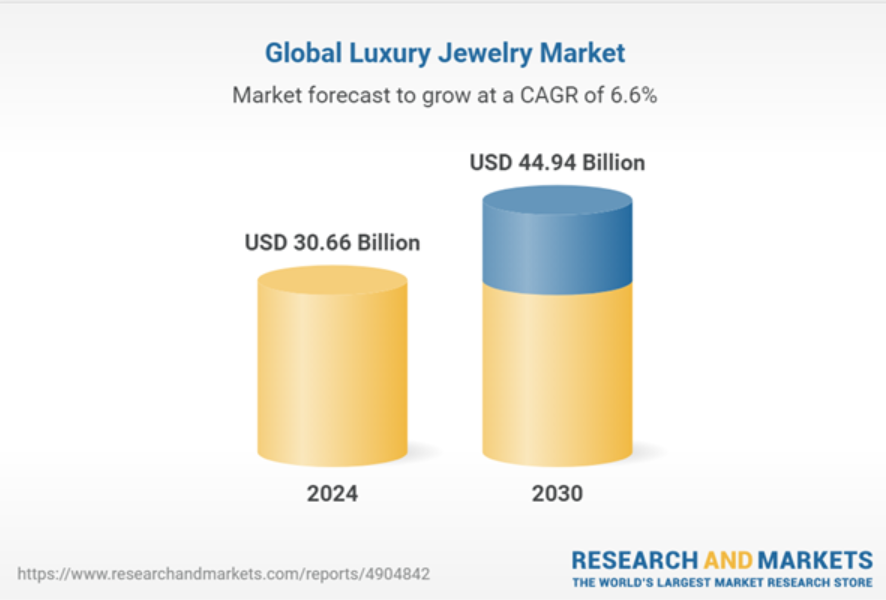 Global Luxury Jewelry Market
Market forecast to grow at a CAGR of 6.6%
USD 44.94 Billion
USD 30.66 Billion
2024
2030
https://www.researchandmarkets.com/reports/4904842
RESEARCH AND MARKETS
THE WORLD'S LARGEST MARKET RESEARCH STORE